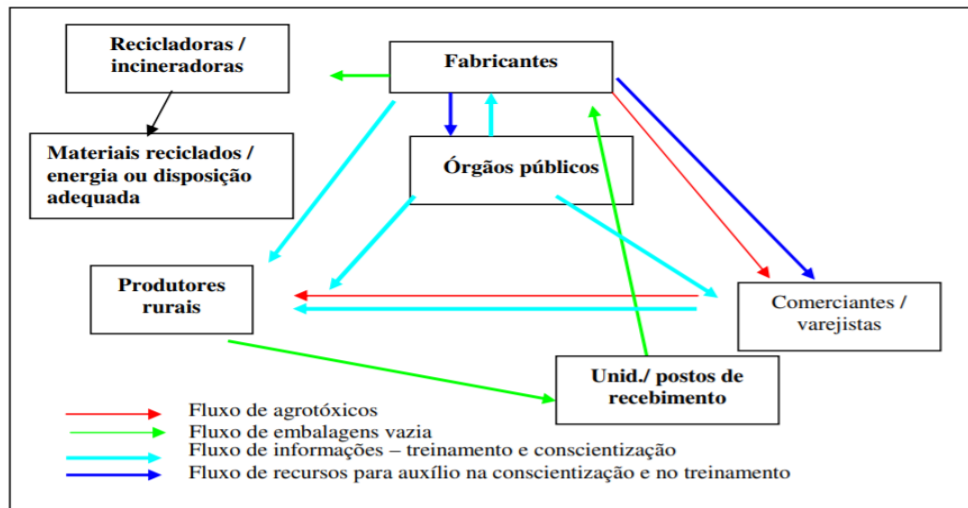 Recicladoras /
incineradoras
Fabricantes
Materiais reciclados /
energia ou disposição
adequada
Órgãos públicos
Produtores
rurais
Comerciantes /
varejistas
Unid./ postos de
recebimento
Fluxo de agrotóxicos
Fluxo de embalagens vazia
Fluxo de informações – treinamento e conscientização
Fluxo de recursos para auxílio na conscientização e no treinamento